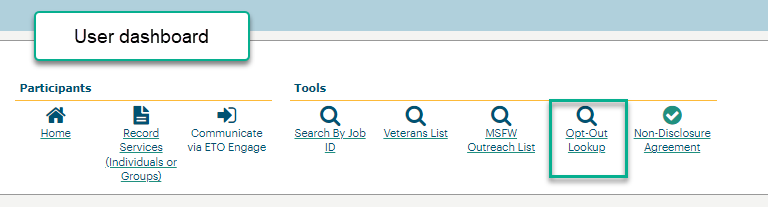 User dashboard
Participants
Home
Record
Services
(Individuals or
Groups)
Communicate
via ETO Engage
Tools
Search By Job
ID
Veterans List
MSFW
Outreach List
Opt-Out
Lookup
Non-Disclosure
Agreement